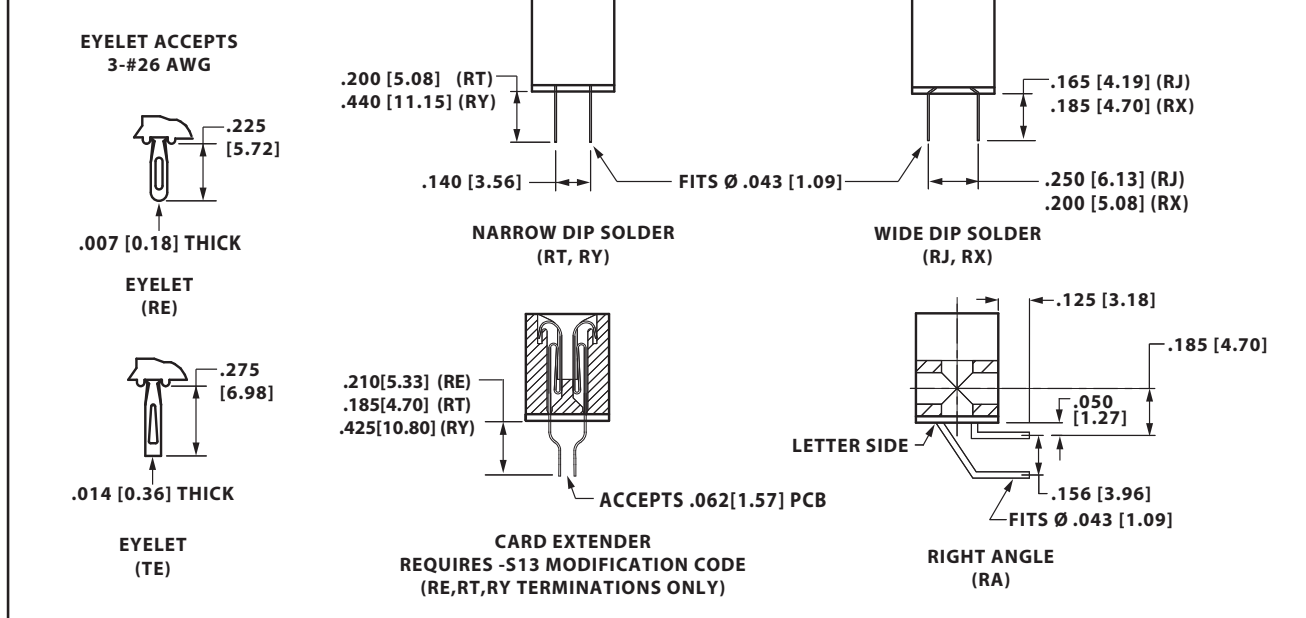 EYELET ACCEPTS
3-#26 AWG
.225
[5.72]
.007 [0.18] THICK
EYELET
(RE)
.275
[6.98]
.014 [0.36] THICK
EYELET
(TE)
.200 [5.08] (RT)
.440 [11.15] (RY)
.140 [3.56]
FITS Ø .043 [1.09]
NARROW DIP SOLDER
(RT, RY)
.165 [4.19] (RJ)
.185 [4.70] (RX)
.250 [6.13] (RJ)
.200 [5.08] (RX)
WIDE DIP SOLDER
(RJ, RX)
.210[5.33] (RE)
.185[4.70] (RT)
.425[10.80] (RY)
ACCEPTS .062[1.57] PCB
CARD EXTENDER
REQUIRES -S13 MODIFICATION CODE
(RE,RT,RY TERMINATIONS ONLY)
.125 [3.18]
.185 [4.70]
.050
[1.27]
LETTER SIDE
.156 [3.96]
FITS Ø .043 [1.09]
RIGHT ANGLE
(RA)